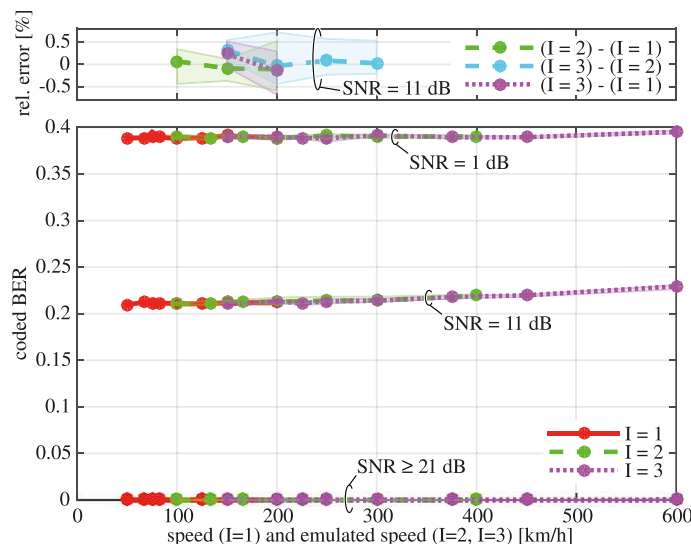 rel. error [%]
0.5
0
-0.5
(I = 2) - (I = 1)
(I = 3) - (I = 2)
(I = 3) - (I = 1)
SNR = 11 dB
coded BER
0.4
0.35
0.3
0.25
0.2
0.15
0.1
0.05
0
SNR = 1 dB
SNR = 11 dB
SNR ≥ 21 dB
I = 1
I = 2
I = 3
0 100 200 300 400 500 600
speed (I=1) and emulated speed (I=2, I=3) [km/h]